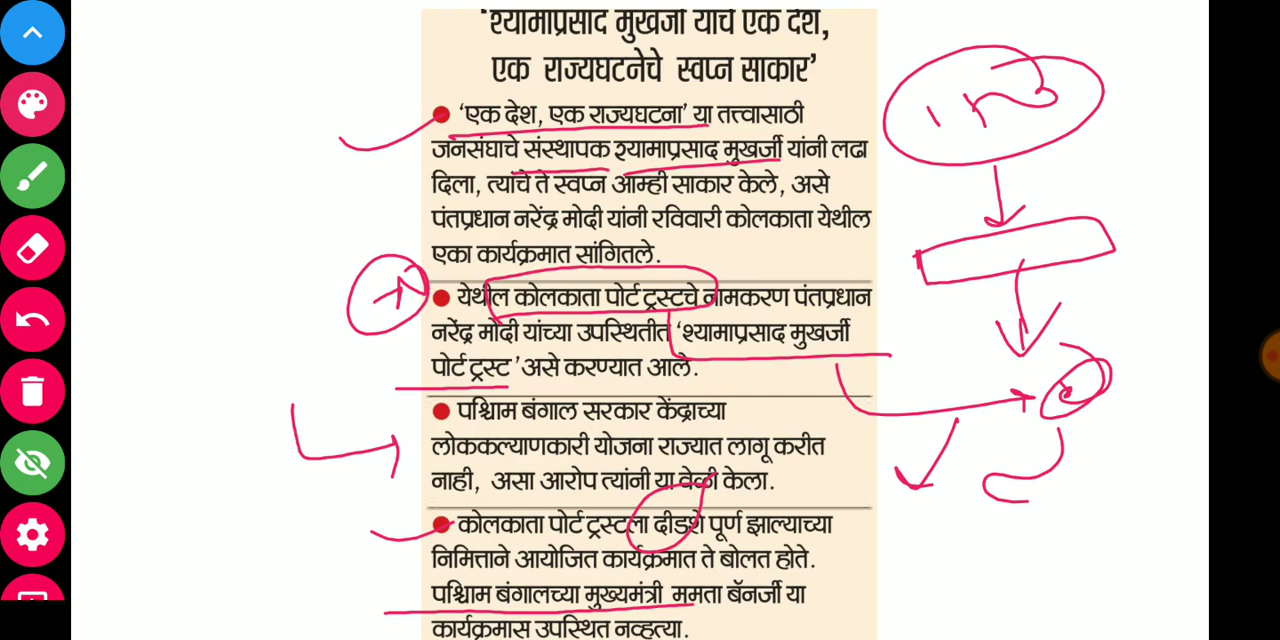 'श्यामाप्रसाद मुखर्जी यांचे एक देश,
एक राज्यघटनेचे स्वप्न साकार'
'एक देश, एक राज्यघटना' या तत्त्वासाठी
जनसंघाचे संस्थापक श्यामाप्रसाद मुखर्जी यांनी लढा
दिला, त्यांचे ते स्वप्न आम्ही साकार केले, असे
पंतप्रधान नरेंद्र मोदी यांनी रविवारी कोलकाता येथील
एका कार्यक्रमात सांगितले.
येथील कोलकाता पोर्ट ट्रस्टचे नामकरण पंतप्रधान
नरेंद्र मोदी यांच्या उपस्थितीत 'श्यामाप्रसाद मुखर्जी
पोर्ट ट्रस्ट' असे करण्यात आले.
पश्चिाम बंगाल सरकार केंद्राच्या
लोककल्याणकारी योजना राज्यात लागू करीत
नाही, असा आरोप त्यांनी या वेळी केला.
कोलकाता पोर्ट ट्रस्टला दीडशे पूर्ण झाल्याच्या
निमित्ताने आयोजित कार्यक्रमात ते बोलत होते.
पश्चिाम बंगालच्या मुख्यमंत्री ममता बॅनर्जी या
कार्यक्रमास उपस्थित नव्हत्या.